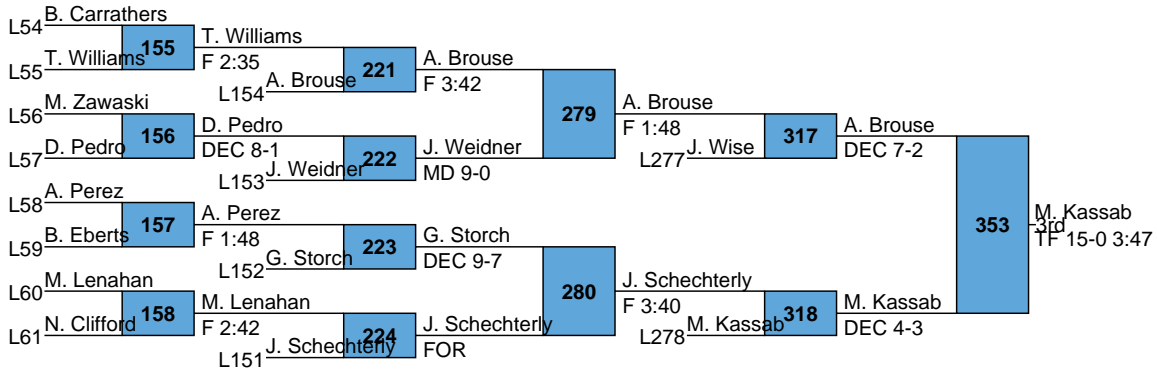 B. Carrathers
L54
155
T. Williams
L55
T. Williams
F 2:35
221
A. Brouse
L154
A. Brouse
F 3:42
M. Zawaski
L56
156
D. Pedro
L57
D. Pedro
DEC 8-1
222
J. Weidner
L153
J. Weidner
MD 9-0
279
A. Brouse
F 1:48
A. Perez
L58
157
B. Eberts
L59
A. Perez
F 1:48
223
G. Storch
L152
G. Storch
DEC 9-7
M. Lenahan
L60
158
N. Clifford
L61
M. Lenahan
F 2:42
224
J. Schechterly
L151
J. Schechterly
FOR
280
J. Schechterly
F 3:40
317
J. Wise
L277
A. Brouse
DEC 7-2
318
M. Kassab
L278
M. Kassab
DEC 4-3
353
M. Kassab
3rd
TF 15-0 3:47